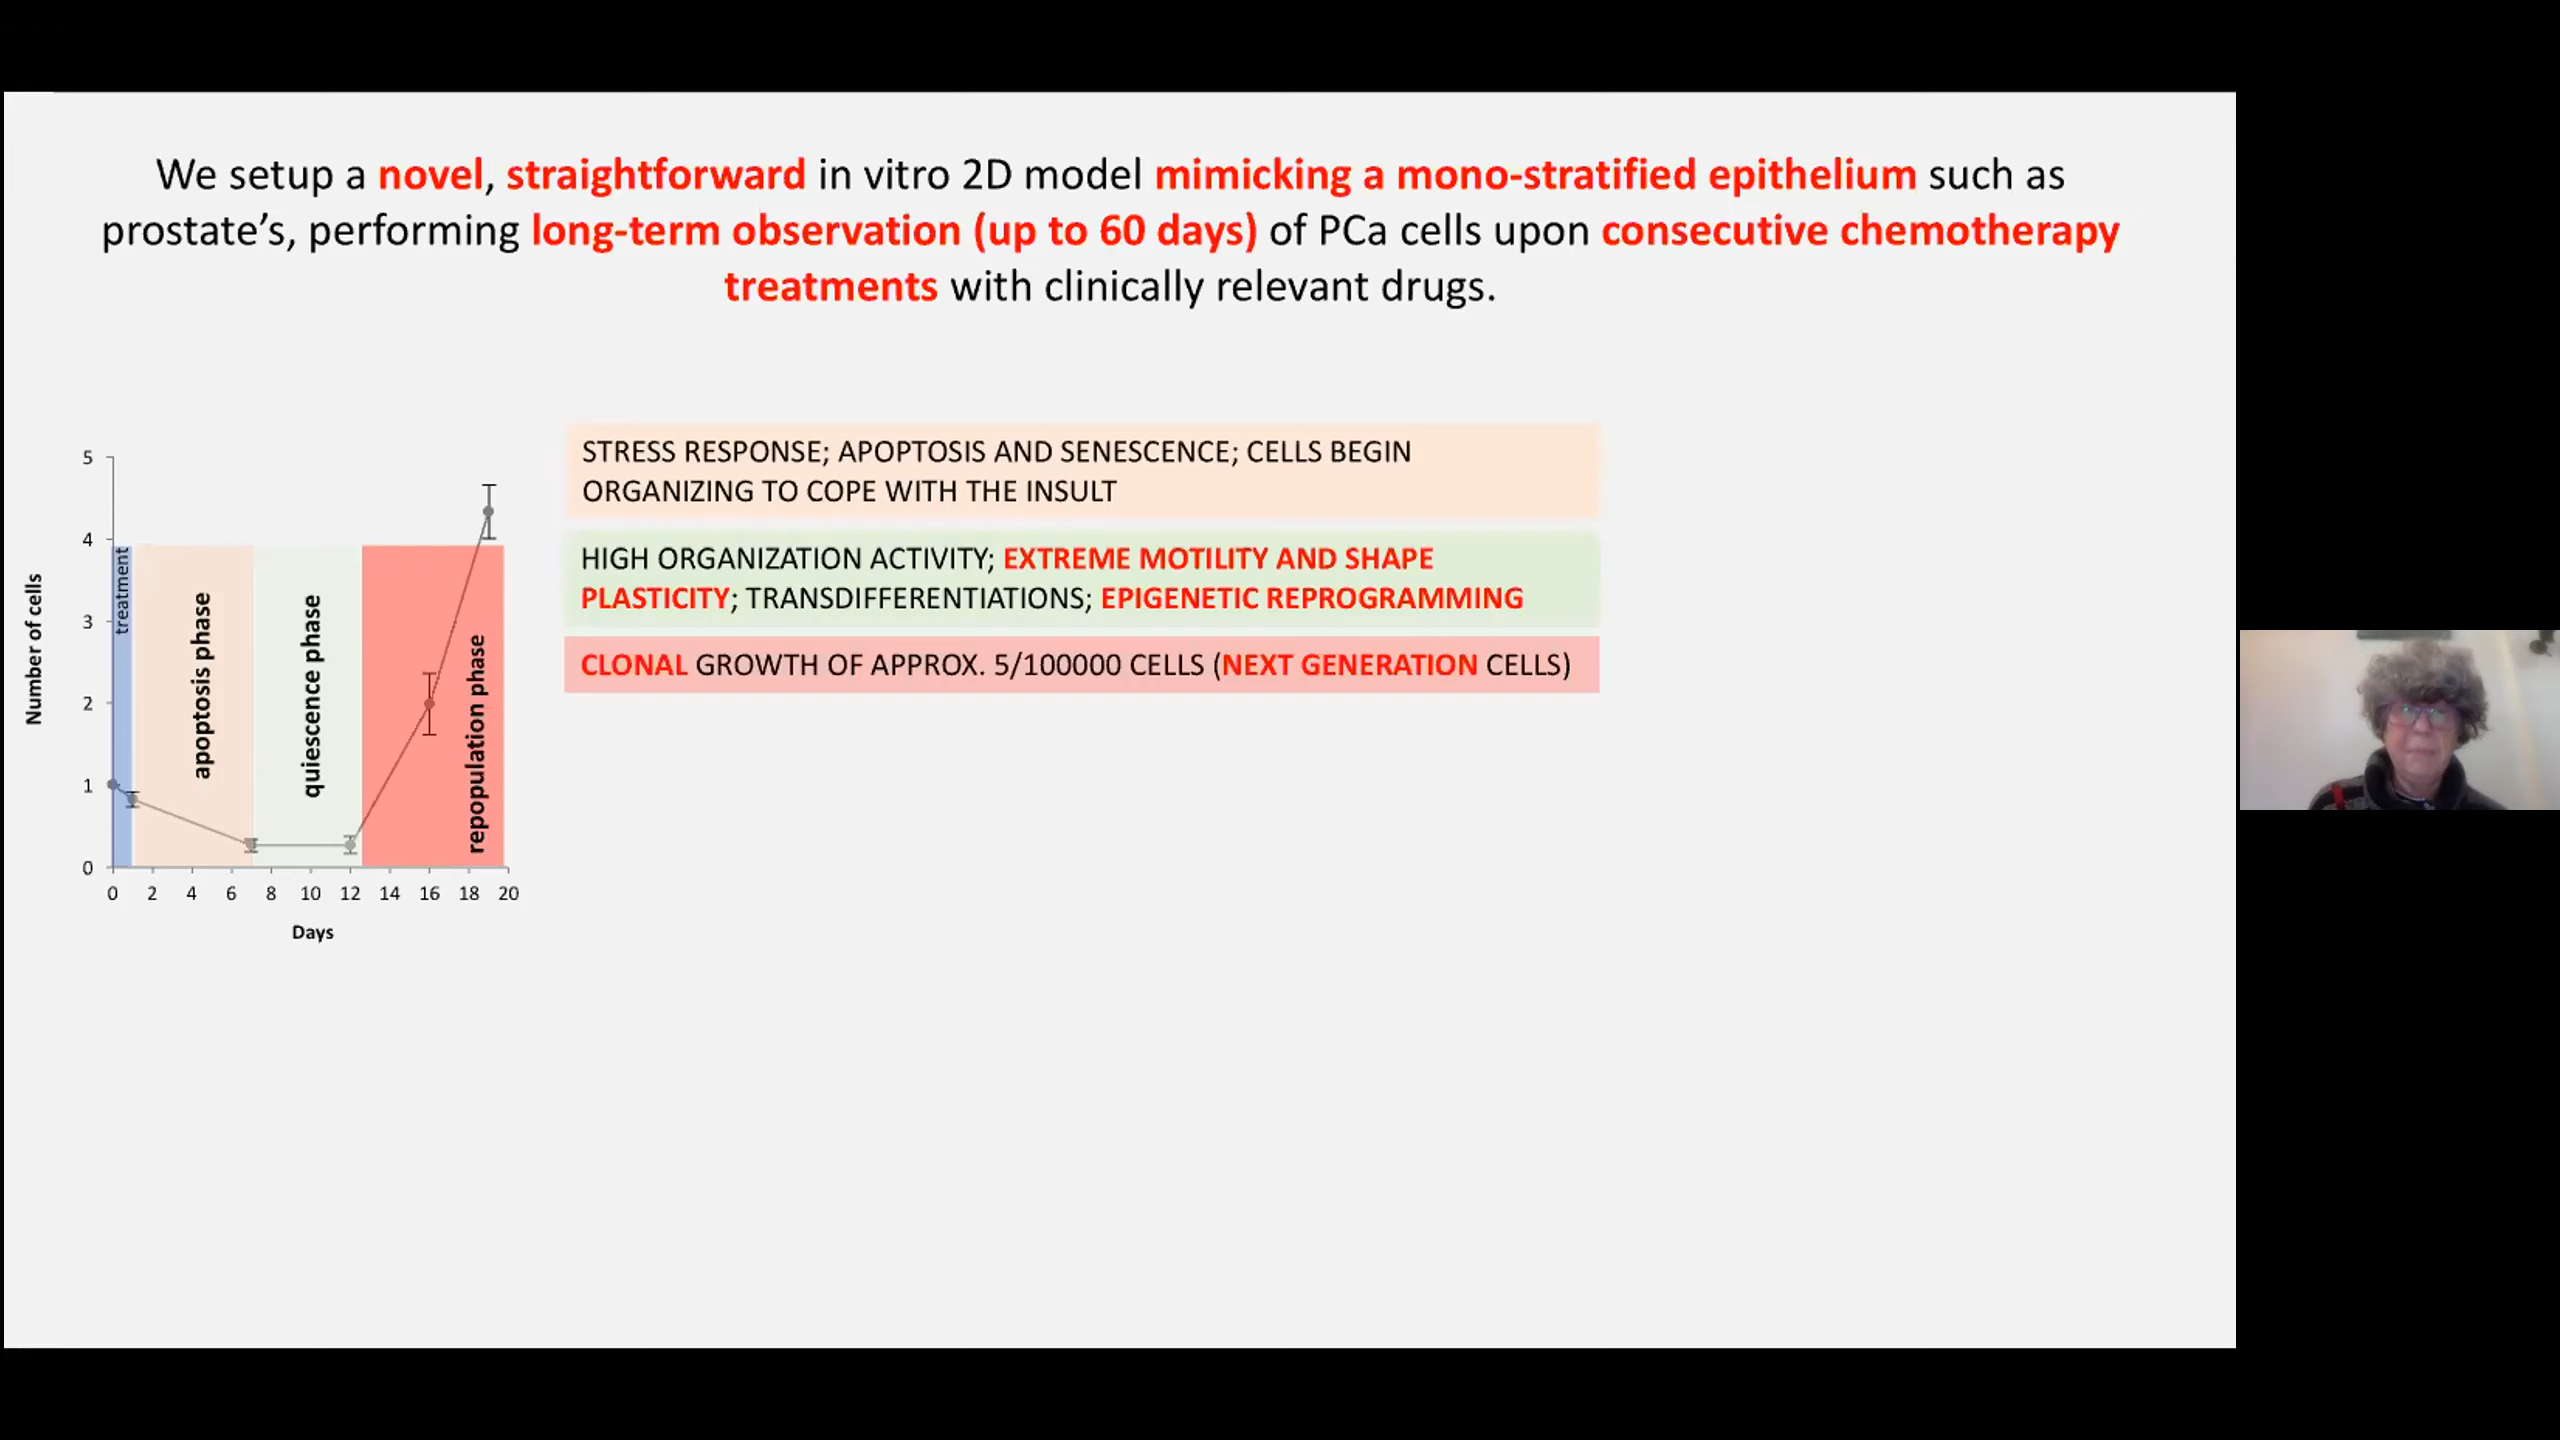 We setup a novel, straightforward in vitro 2D model mimicking a mono-stratified epithelium such as
prostate’s, performing long-term observation (up to 60 days) of PCa cells upon consecutive chemotherapy
treatments with clinically relevant drugs.
STRESS RESPONSE; APOPTOSIS AND SENESCENCE; CELLS BEGIN
ORGANIZING TO COPE WITH THE INSULT
HIGH ORGANIZATION ACTIVITY; EXTREME MOTILITY AND SHAPE
PLASTICITY; TRANSDIFFERENTIATIONS; EPIGENETIC REPROGRAMMING
CLONAL GROWTH OF APPROX. 5/100000 CELLS (NEXT GENERATION CELLS)
Number of cells
5
4
3
2
1
0
treatment
apoptosis phase
quiescence phase
repopulation phase
0 2 4 6 8 10 12 14 16 18 20
Days